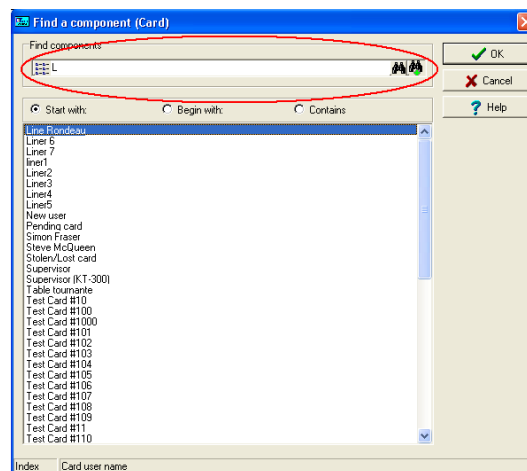 Find a component (Card)
Find components
L
OK
Cancel
Help
Start with:
Begin with:
Contains
Line Rondeau
Liner 6
Liner 7
liner1
Liner2
Liner3
Liner4
Liner5
New user
Pending card
Simon Fraser
Steve McQueen
Stolen/Lost card
Supervisor
Supervisor (KT-300)
Table tournante
Test Card #10
Test Card #100
Test Card #1000
Test Card #101
Test Card #102
Test Card #103
Test Card #104
Test Card #105
Test Card #106
Test Card #107
Test Card #108
Test Card #109
Test Card #11
Test Card #110
Index Card user name